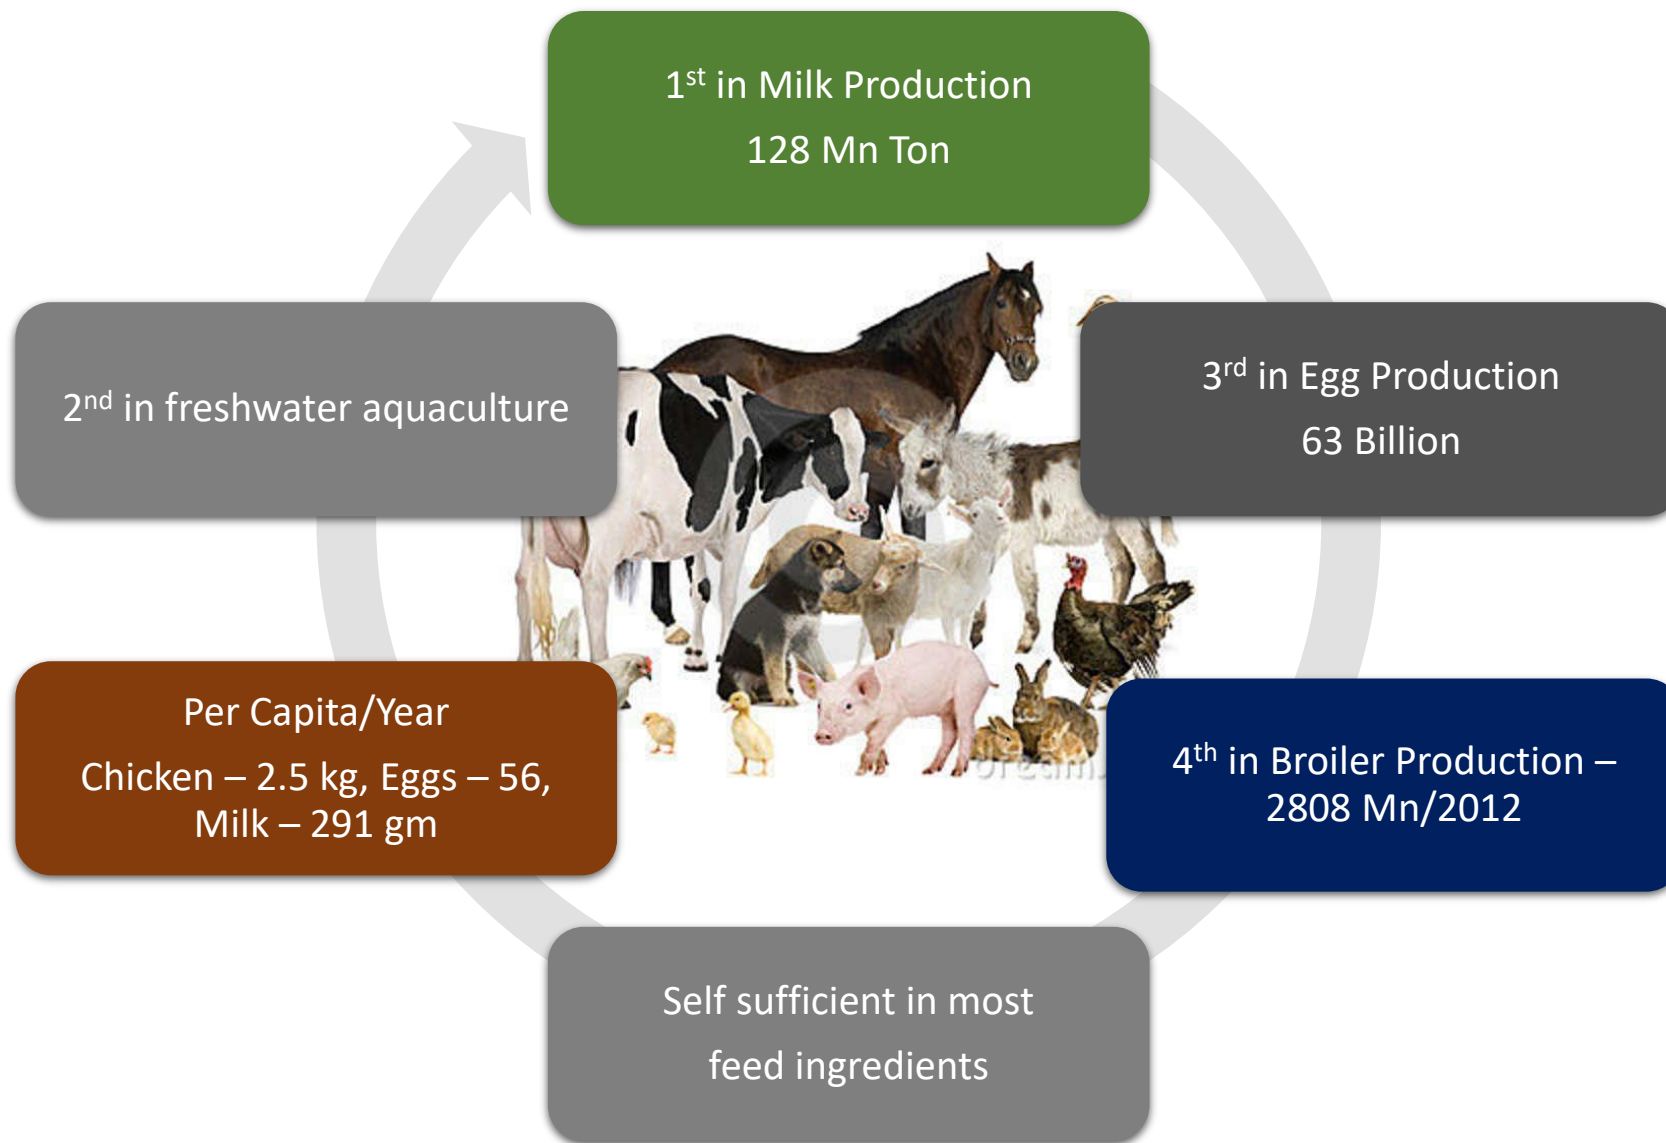 1st in Milk Production
128 Mn Ton
2nd in freshwater aquaculture
3rd in Egg Production
63 Billion
Per Capita/Year
Chicken – 2.5 kg, Eggs – 56,
Milk – 291 gm
4th in Broiler Production –
2808 Mn/2012
Self sufficient in most
feed ingredients